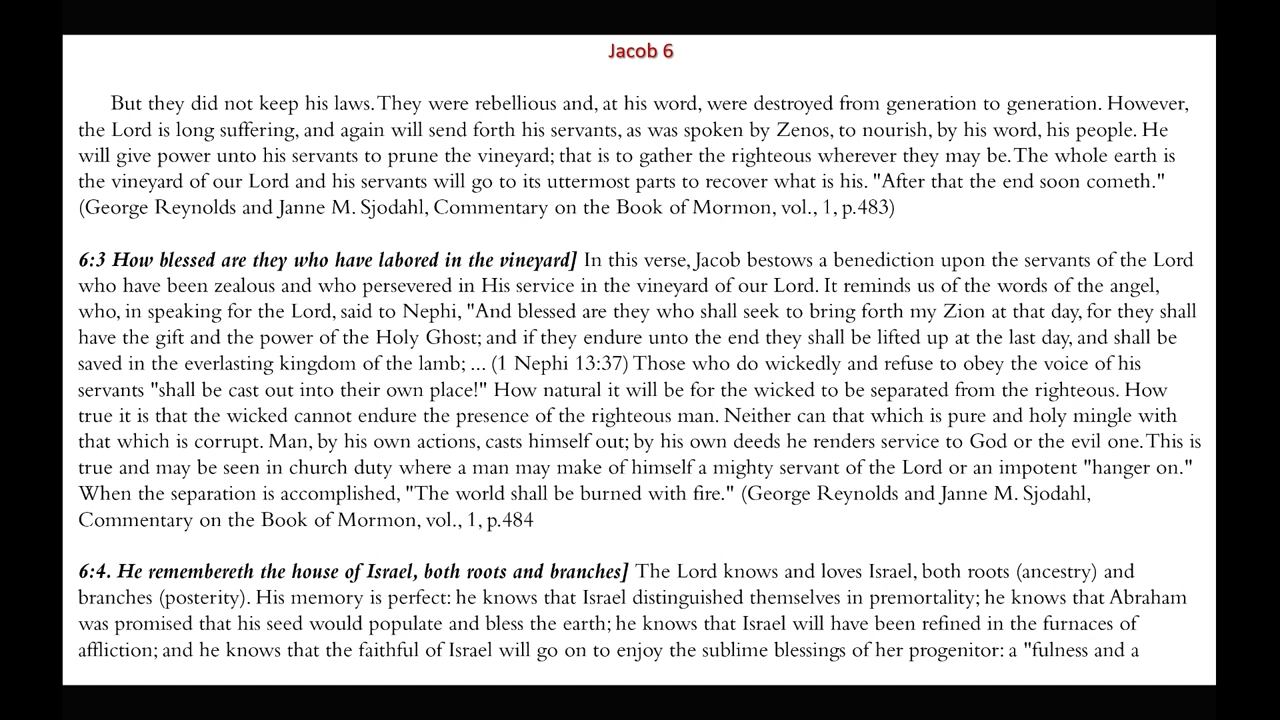 Jacob 6
But they did not keep his laws. They were rebellious and, at his word, were destroyed from generation to generation. However,
the Lord is long suffering, and again will send forth his servants, as was spoken by Zenos, to nourish, by his word, his people. He
will give power unto his servants to prune the vineyard; that is to gather the righteous wherever they may be. The whole earth is
the vineyard of our Lord and his servants will go to its uttermost parts to recover what is his. "After that the end soon cometh."
(George Reynolds and Janne M. Sjodahl, Commentary on the Book of Mormon, vol., 1, p.483)
6:3 How blessed are they who have labored in the vineyard] In this verse, Jacob bestows a benediction upon the servants of the Lord
who have been zealous and who persevered in His service in the vineyard of our Lord. It reminds us of the words of the angel,
who, in speaking for the Lord, said to Nephi, "And blessed are they who shall seek to bring forth my Zion at that day, for they shall
have the gift and the power of the Holy Ghost; and if they endure unto the end they shall be lifted up at the last day, and shall be
saved in the everlasting kingdom of the lamb; ... (1 Nephi 13:37) Those who do wickedly and refuse to obey the voice of his
servants "shall be cast out into their own place!" How natural it will be for the wicked to be separated from the righteous. How
true it is that the wicked cannot endure the presence of the righteous man. Neither can that which is pure and holy mingle with
that which is corrupt. Man, by his own actions, casts himself out; by his own deeds he renders service to God or the evil one. This is
true and may be seen in church duty where a man may make of himself a mighty servant of the Lord or an impotent "hanger on."
When the separation is accomplished, "The world shall be burned with fire." (George Reynolds and Janne M. Sjodahl,
Commentary on the Book of Mormon, vol., 1, p.484
6:4. He remembereth the house of Israel, both roots and branches] The Lord knows and loves Israel, both roots (ancestry) and
branches (posterity). His memory is perfect: he knows that Israel distinguished themselves in premortality; he knows that Abraham
was promised that his seed would populate and bless the earth; he knows that Israel will have been refined in the furnaces of
affliction; and he knows that the faithful of Israel will go on to enjoy the sublime blessings of her progenitor: a "fulness and a